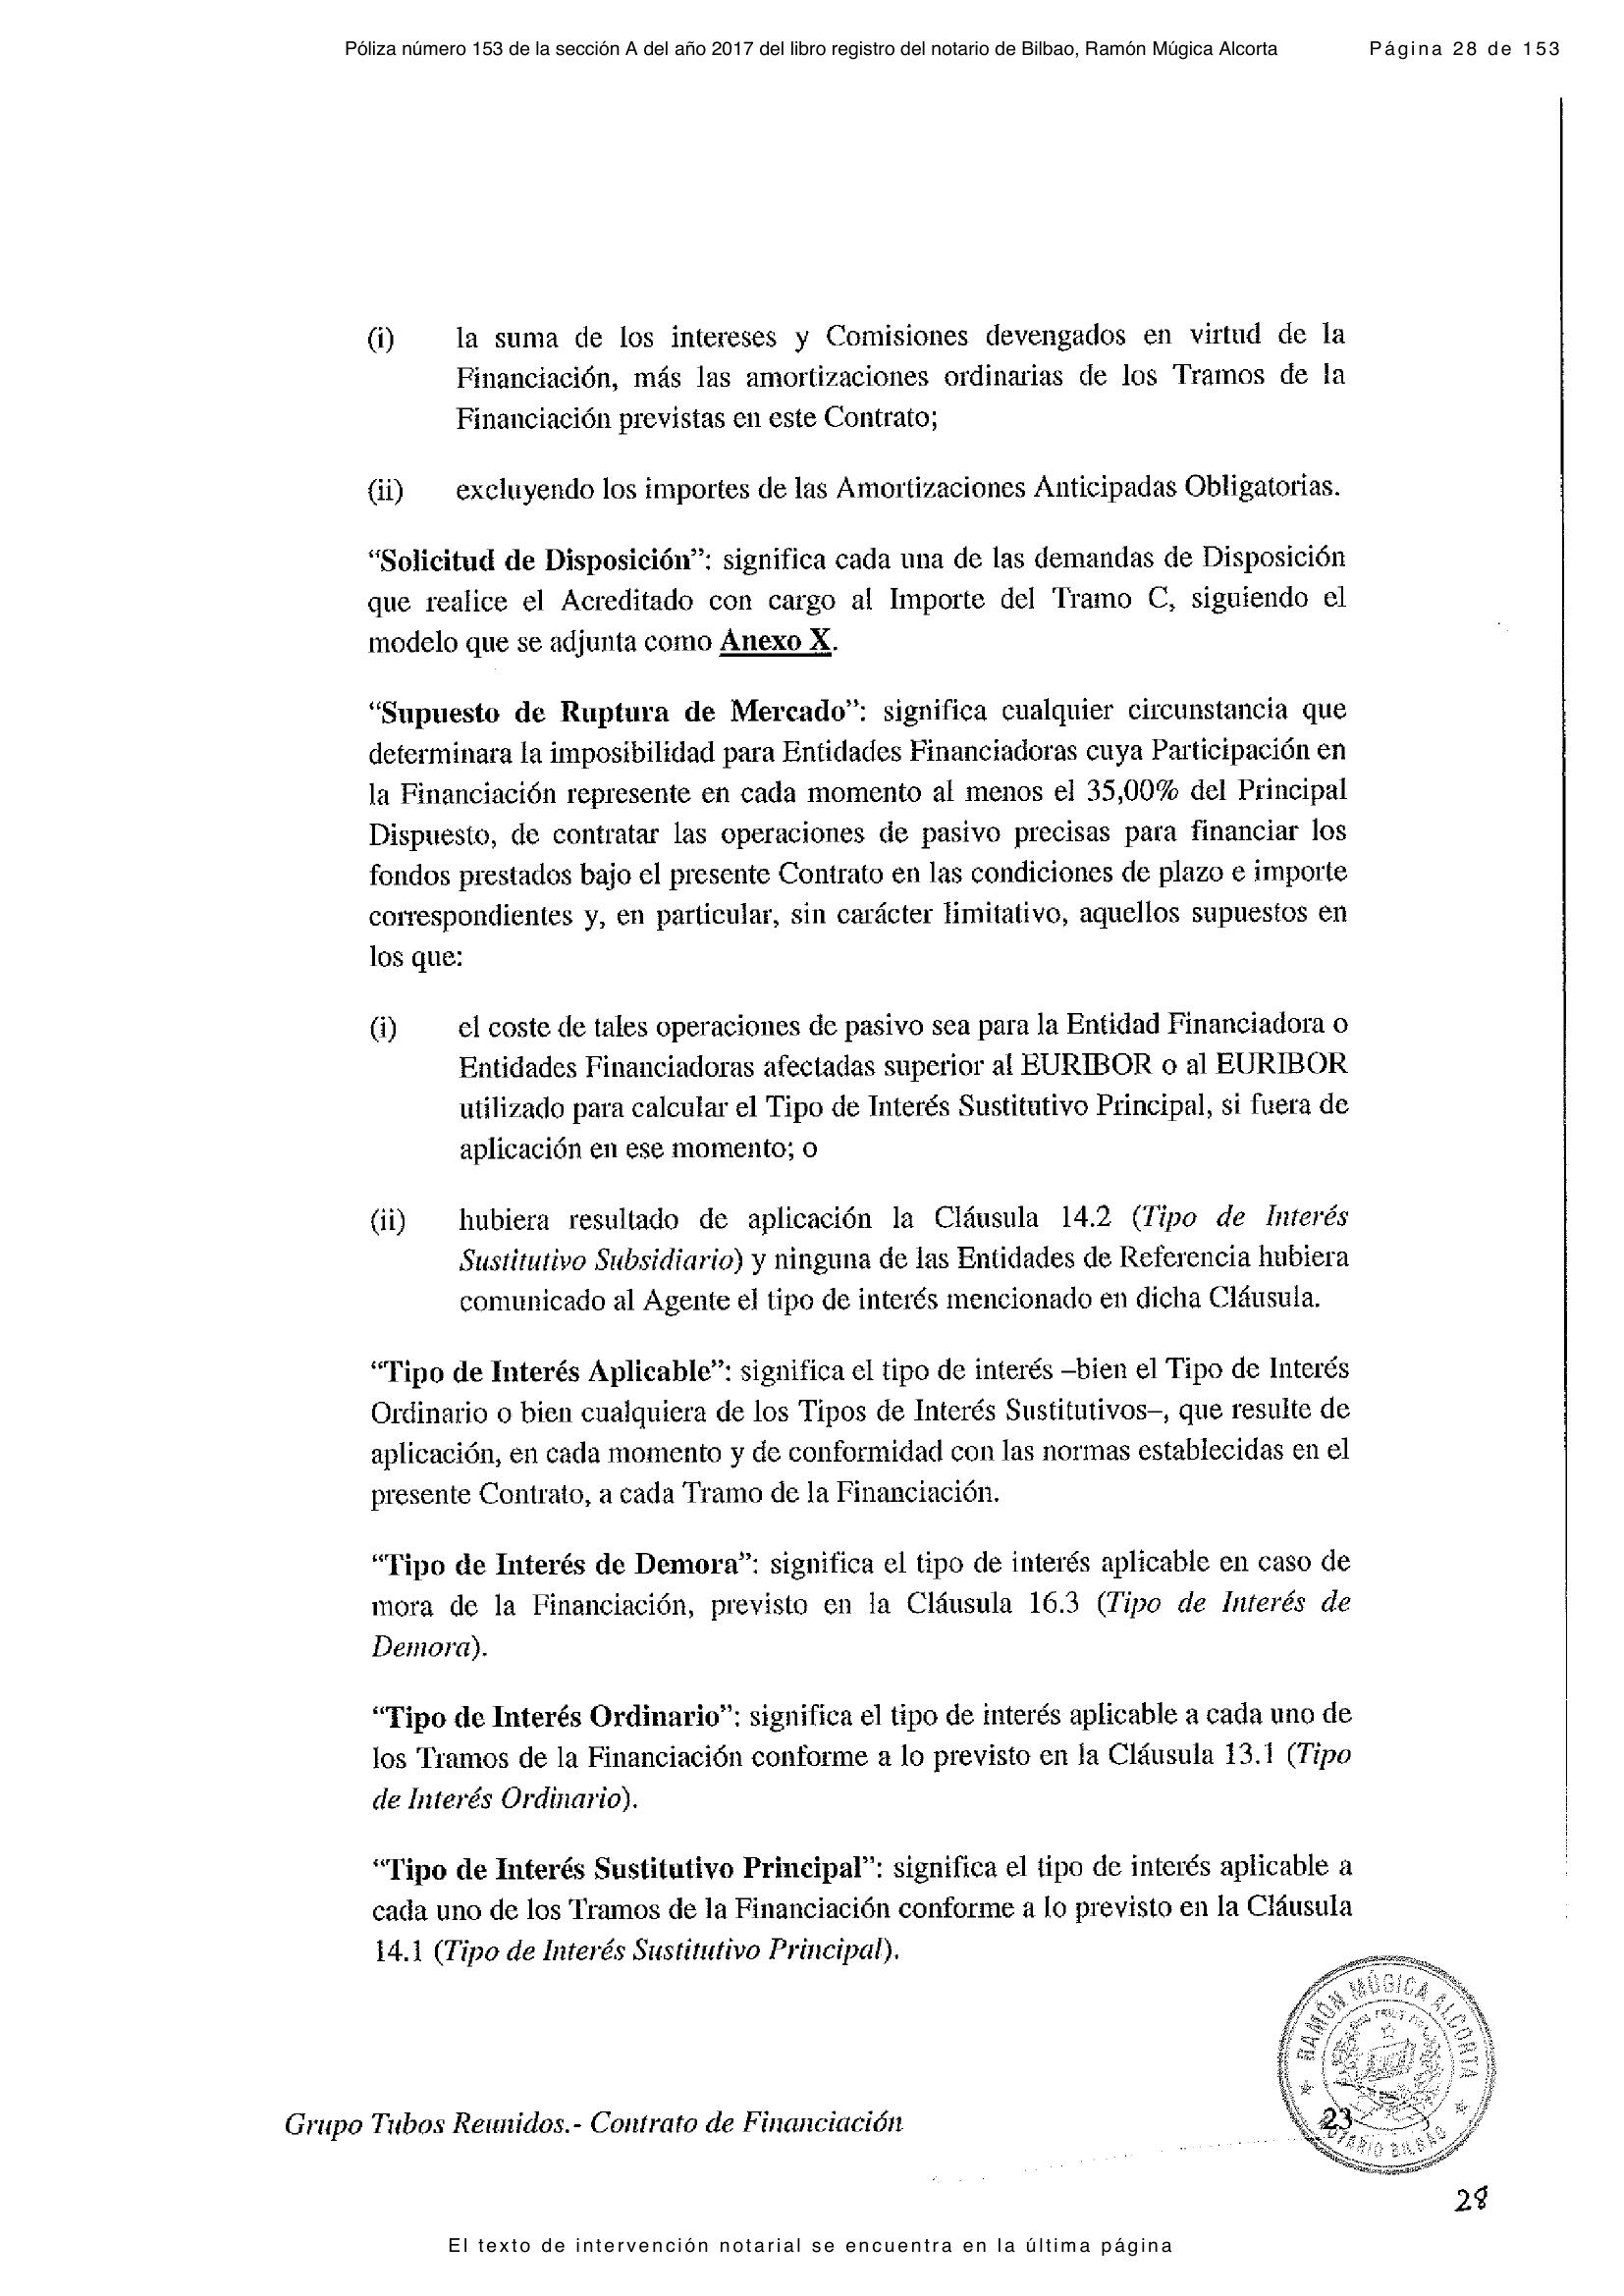 Póliza número 153 de la sección A del año 2017 del libro registro del notario de Bilbao, Ramón Múgica Alcorta Página 28 de 153
(i) la suma de los intereses y Comisiones devengados en virtud de la
Financiación, más las amortizaciones ordinarias de los Tramos de la
Financiación previstas en este Contrato;
(ii) excluyendo los importes de las Amortizaciones Anticipadas Obligatorias.
“Solicitud de Disposición”: significa cada una de las demandas de Disposición
que realice el Acreditado con cargo al Importe del Tramo C, siguiendo el
modelo que se adjunta como Anexo X.
“Supuesto de Ruptura de Mercado”: significa cualquier circunstancia que
determinara la imposibilidad para Entidades Financiadoras cuya Participación en
la Financiación represente en cada momento al menos el 35,00% del Principal
Dispuesto, de contratar las operaciones de pasivo precisas para financiar los
fondos prestados bajo el presente Contrato en las condiciones de plazo e importe
correspondientes y, en particular, sin carácter limitativo, aquellos supuestos en
los que:
(i) el coste de tales operaciones de pasivo sea para la Entidad Financiadora o
Entidades Financiadoras afectadas superior al EURIBOR o al EURIBOR
utilizado para calcular el Tipo de Interés Sustitutivo Principal, si fuera de
aplicación en ese momento; o
(ii) hubiera resultado de aplicación la Cláusula 14.2 (Tipo de Interés
Sustitutivo Subsidiario) y ninguna de las Entidades de Referencia hubiera
comunicado al Agente el tipo de interés mencionado en dicha Cláusula.
“Tipo de Interés Aplicable”: significa el tipo de interés –bien el Tipo de Interés
Ordinario o bien cualquiera de los Tipos de Interés Sustitutivos–, que resulte de
aplicación, en cada momento y de conformidad con las normas establecidas en el
presente Contrato, a cada Tramo de la Financiación.
“Tipo de Interés de Demora”: significa el tipo de interés aplicable en caso de
mora de la Financiación, previsto en la Cláusula 16.3 (Tipo de Interés de
Demora).
“Tipo de Interés Ordinario”: significa el tipo de interés aplicable a cada uno de
los Tramos de la Financiación conforme a lo previsto en la Cláusula 13.1 (Tipo
de Interés Ordinario).
“Tipo de Interés Sustitutivo Principal”: significa el tipo de interés aplicable a
cada uno de los Tramos de la Financiación conforme a lo previsto en la Cláusula
14.1 (Tipo de Interés Sustitutivo Principal).
RAMÓN MÚGICA ALCORTA
NOTARIO BILBAO
Grupo Tubos Reunidos.- Contrato de Financiación 23
28
El texto de intervención notarial se encuentra en la última página